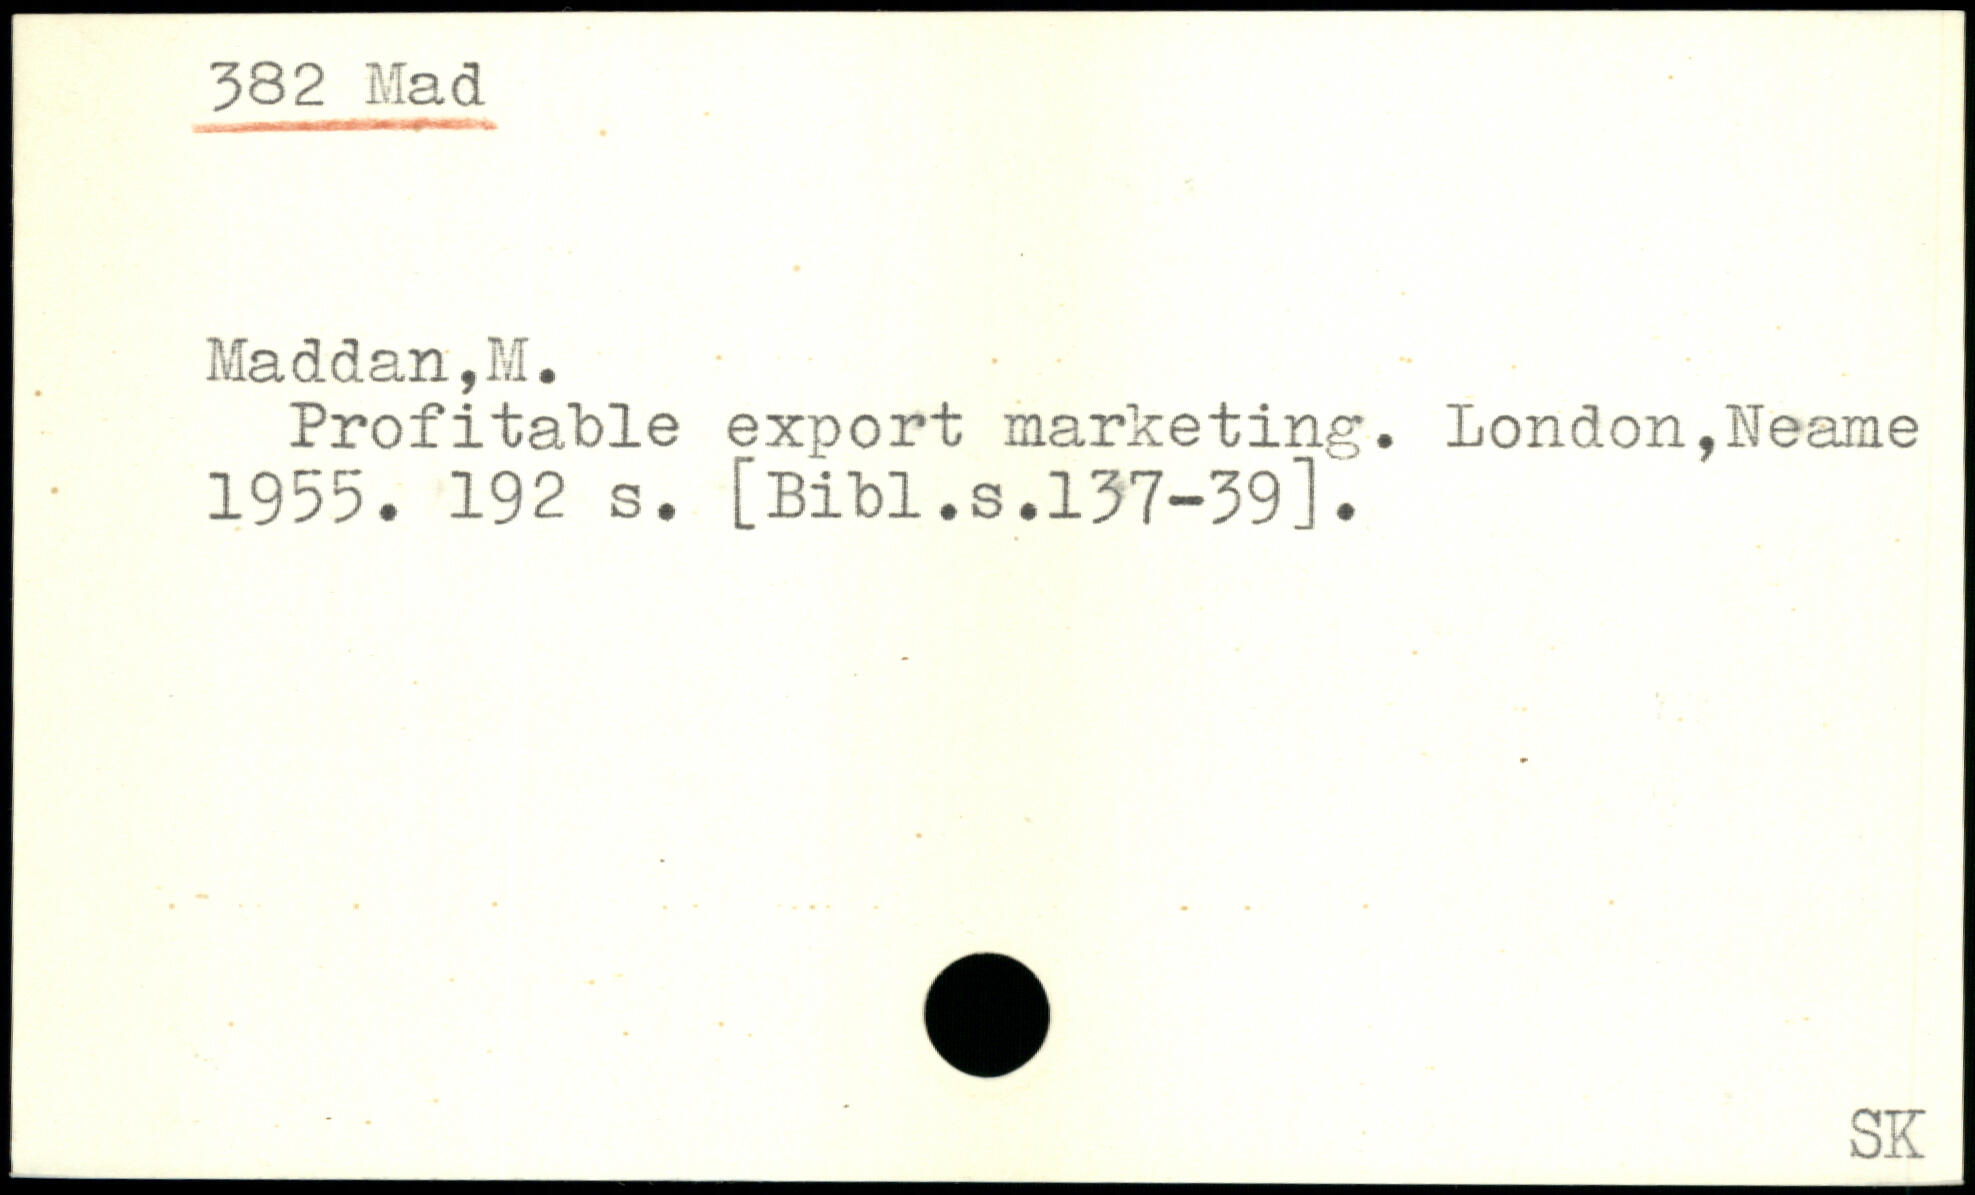 382 Mad
Maddan,M.
Profitable export marketing. London,Neame
1955. 192 s. [Bibl.s.137-39].
SK